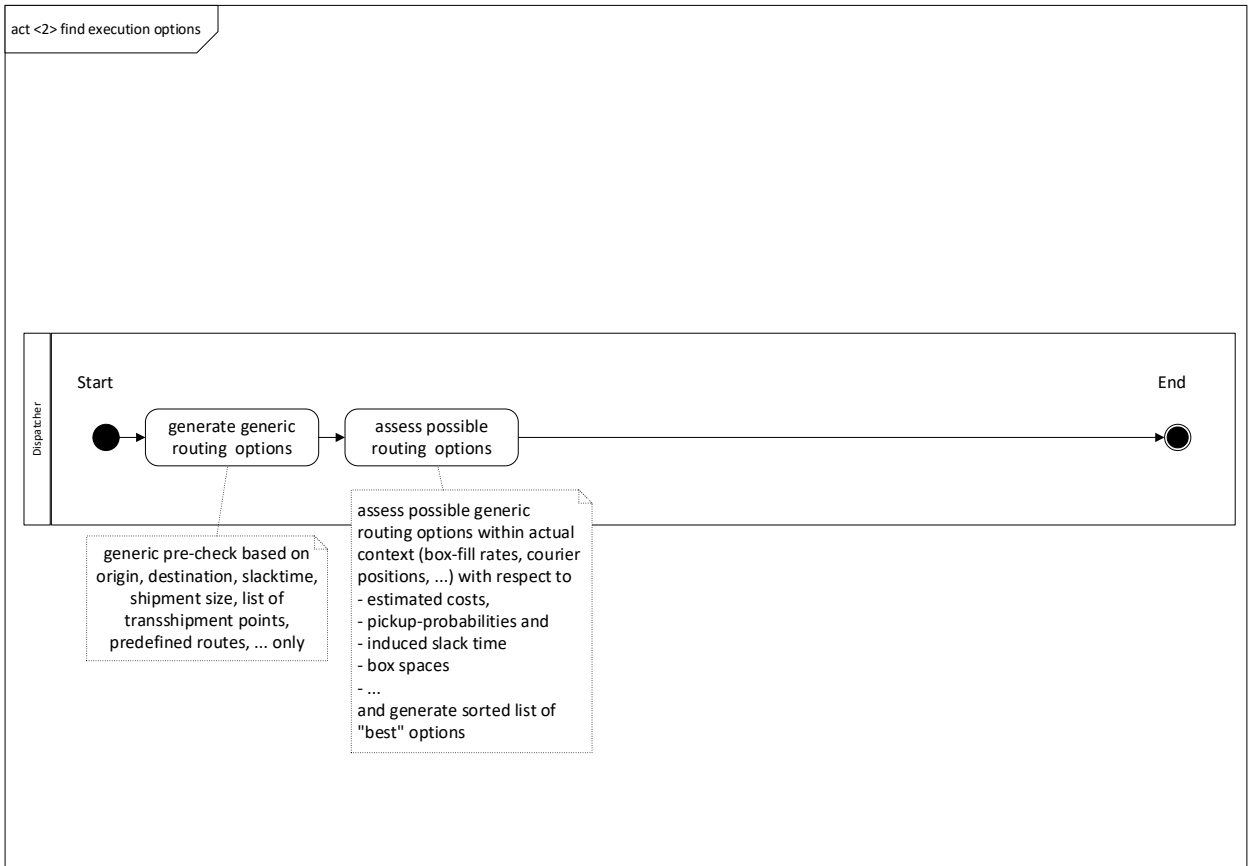 act <2> find execution options
Dispatcher
Start
End
generate generic
routing options
assess possible
routing options
generic pre-check based on
origin, destination, slacktime,
shipment size, list of
transshipment points,
predefined routes, ... only
assess possible generic
routing options within actual
context (box-fill rates, courier
positions, ...) with respect to
- estimated costs,
- pickup-probabilities and
- induced slack time
- box spaces
- ...
and generate sorted list of
"best" options